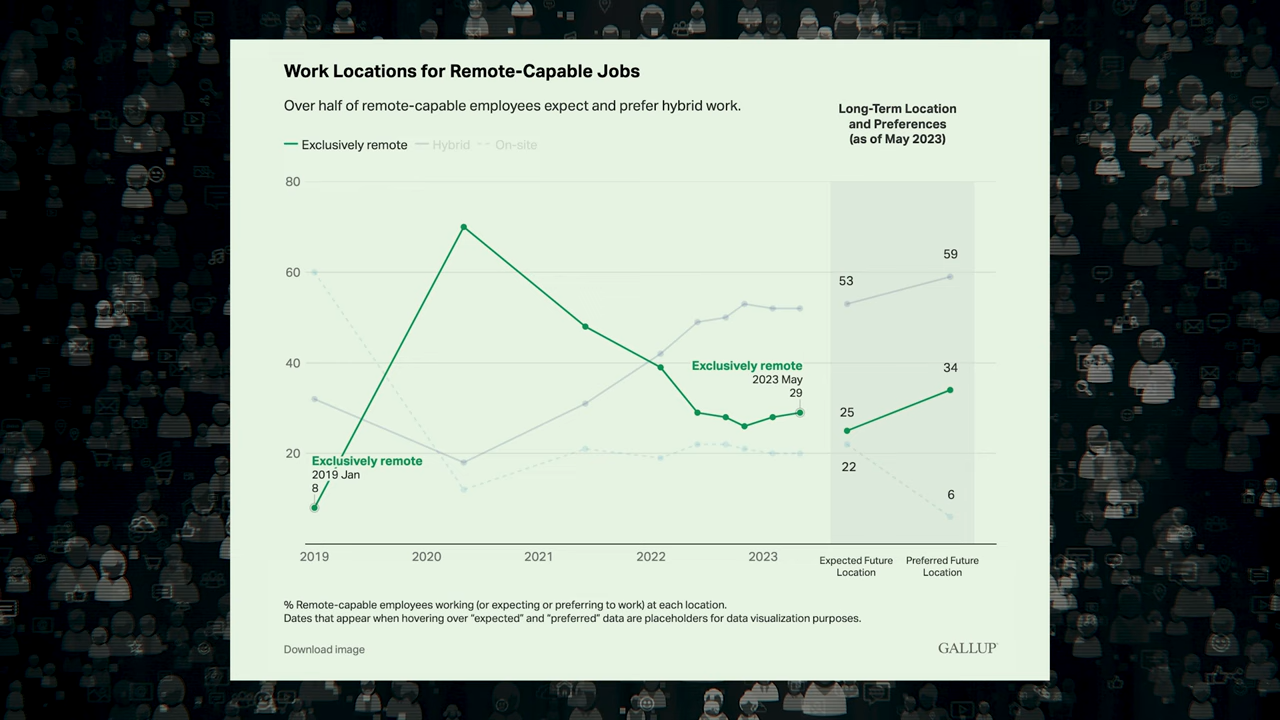 Work Locations for Remote-Capable Jobs
Over half of remote-capable employees expect and prefer hybrid work.
Long-Term Location
and Preferences
(as of May 2023)
Exclusively remote Hybrid On-site
80
60
40
20
59
53
34
25
22
6
Exclusively remote
2023 May
29
Exclusively remote
2019 Jan
8
2019 2020 2021 2022 2023
Expected Future
Location
Preferred Future
Location
% Remote-capable employees working (or expecting or preferring to work) at each location.
Dates that appear when hovering over "expected" and "preferred" data are placeholders for data visualization purposes.
Download image
GALLUP